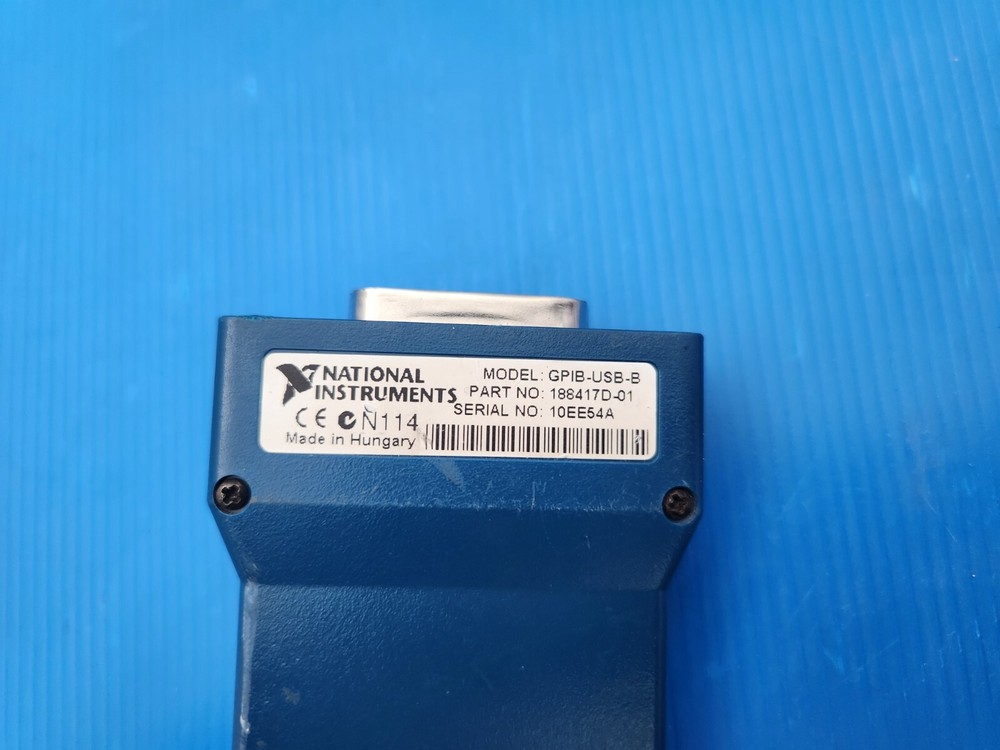 NATIONAL INSTRUMENTS
MODEL: GPIB-USB-B
PART NO: 188417D-01
SERIAL NO: 10EE54A
CE N114
Made in Hungary